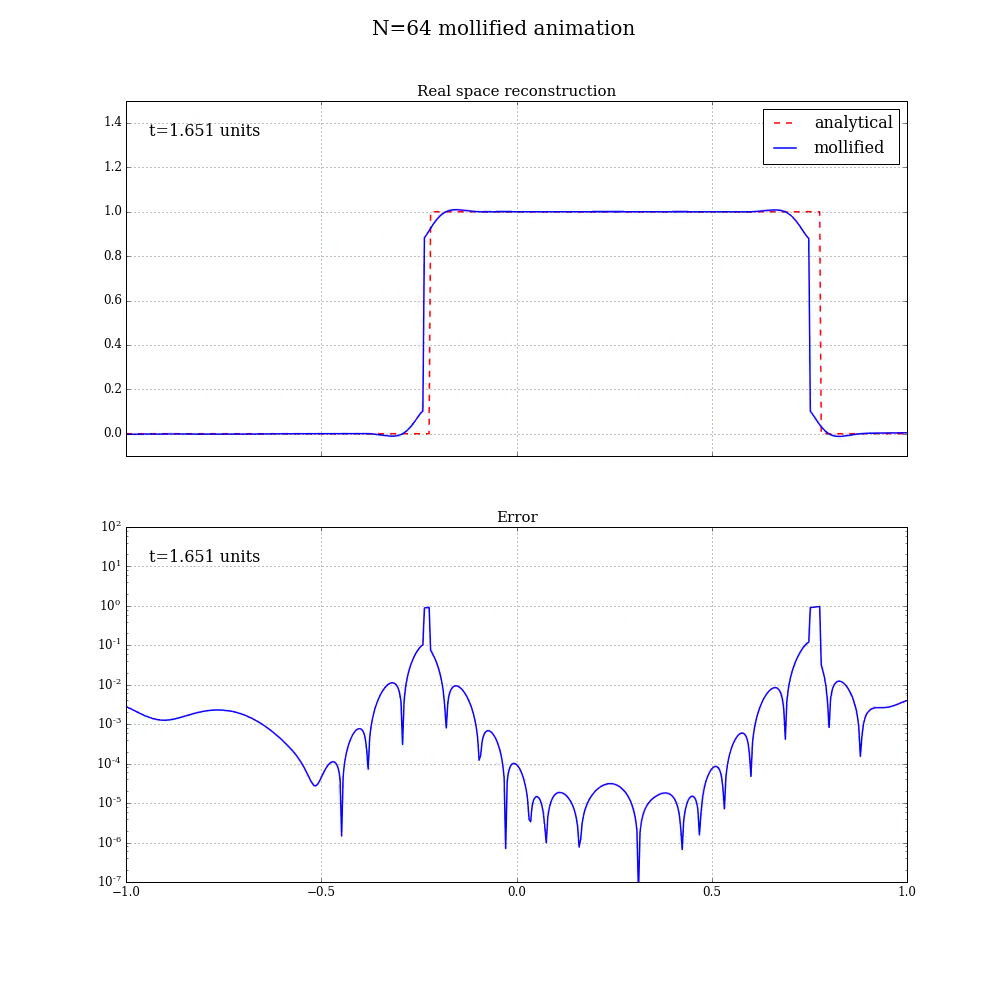 N=64 mollified animation
Real space reconstruction
t=1.651 units
analytical
mollified
1.4
1.2
1.0
0.8
0.6
0.4
0.2
0.0
Error
t=1.651 units
10²
10¹
10⁰
10⁻¹
10⁻²
10⁻³
10⁻⁴
10⁻⁵
10⁻⁶
10⁻⁷
−1.0 −0.5 0.0 0.5 1.0